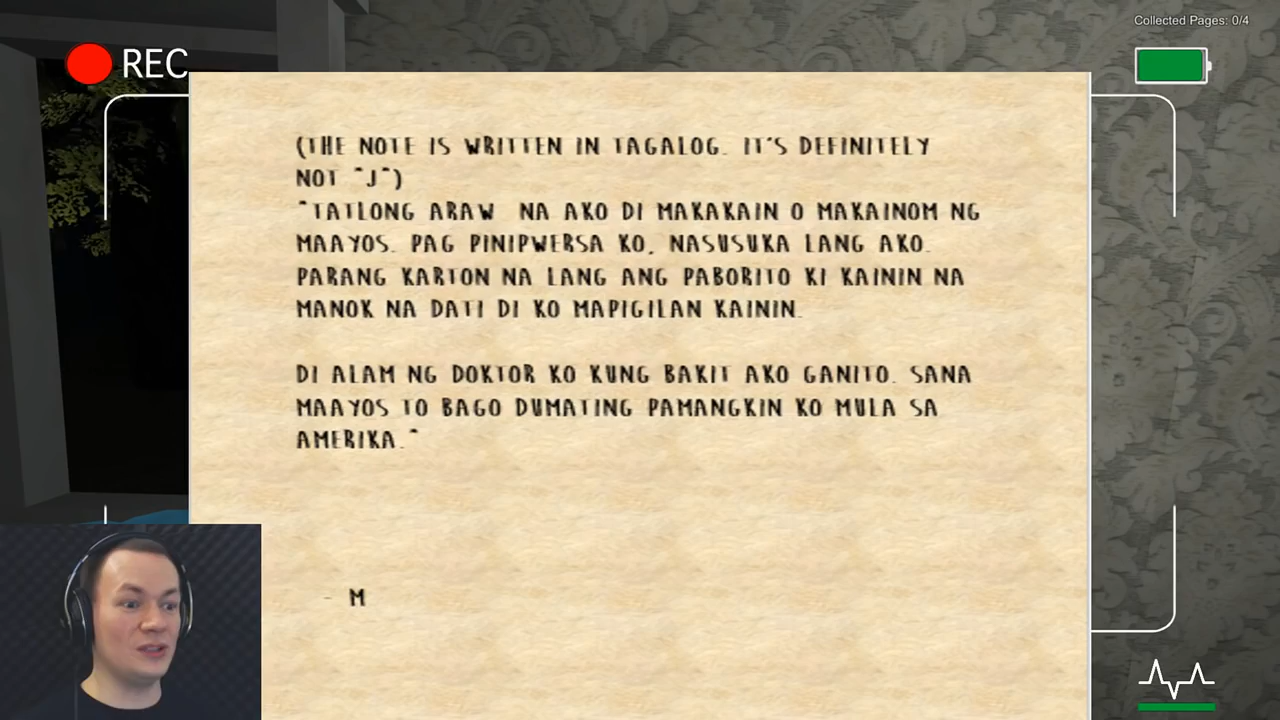 Collected Pages: 0/4
REC
(THE NOTE IS WRITTEN IN TAGALOG. IT'S DEFINITELY
NOT "J")
"TATLONG ARAW NA AKO DI MAKAKAIN O MAKAINOM NG
MAAYOS. PAG PINIPWERSA KO, NASUSUKA LANG AKO.
PARANG KARTON NA LANG ANG PABORITO KI KAININ NA
MANOK NA DATI DI KO MAPIGILAN KAININ.
DI ALAM NG DOKTOR KO KUNG BAKIT AKO GANITO. SANA
MAAYOS TO BAGO DUMATING PAMANGKIN KO MULA SA
AMERIKA."
- M